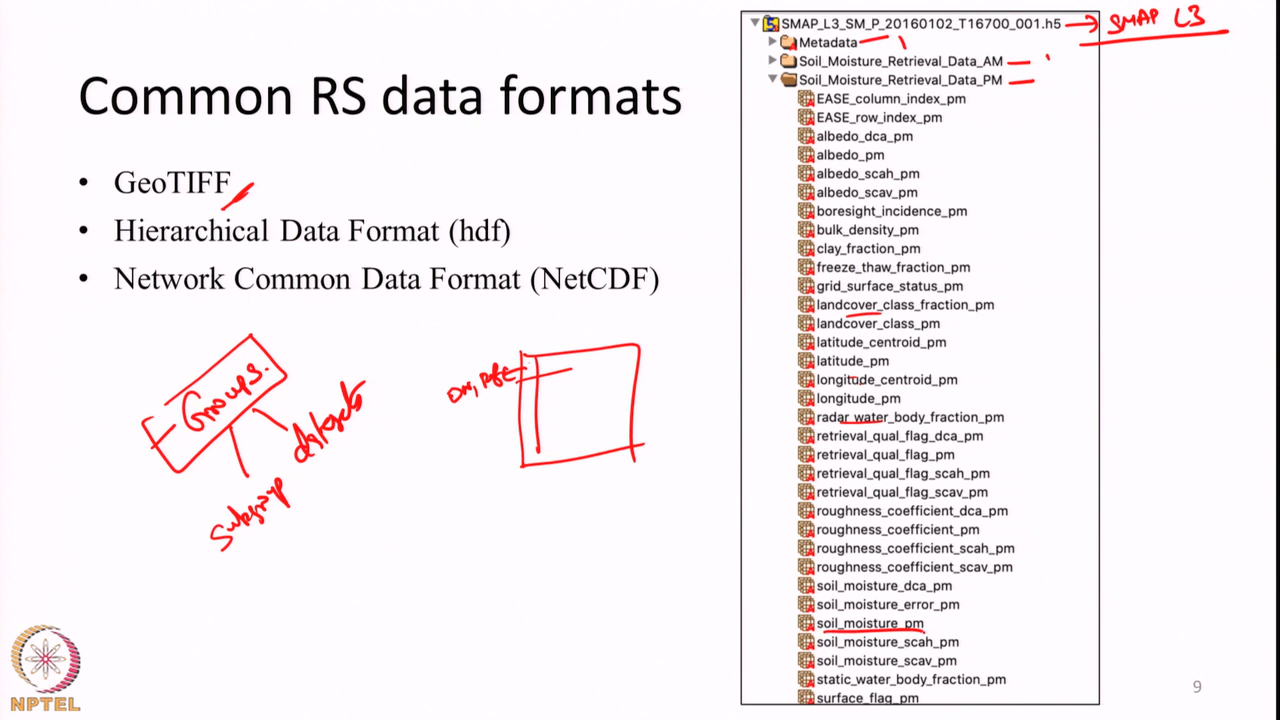 Common RS data formats
• GeoTIFF
• Hierarchical Data Format (hdf)
• Network Common Data Format (NetCDF)
Groups.
datasets
subgroup
SMAP_L3_SM_P_20160102_T16700_001.h5
SMAP L3
Metadata
Soil_Moisture_Retrieval_Data_AM
Soil_Moisture_Retrieval_Data_PM
EASE_column_index_pm
EASE_row_index_pm
albedo_dca_pm
albedo_pm
albedo_scah_pm
albedo_scav_pm
boresight_incidence_pm
bulk_density_pm
clay_fraction_pm
freeze_thaw_fraction_pm
grid_surface_status_pm
landcover_class_fraction_pm
landcover_class_pm
latitude_centroid_pm
latitude_pm
longitude_centroid_pm
longitude_pm
radar_water_body_fraction_pm
retrieval_qual_flag_dca_pm
retrieval_qual_flag_pm
retrieval_qual_flag_scah_pm
retrieval_qual_flag_scav_pm
roughness_coefficient_dca_pm
roughness_coefficient_pm
roughness_coefficient_scah_pm
roughness_coefficient_scav_pm
soil_moisture_dca_pm
soil_moisture_error_pm
soil_moisture_pm
soil_moisture_scah_pm
soil_moisture_scav_pm
static_water_body_fraction_pm
surface_flag_pm
NPTEL
9